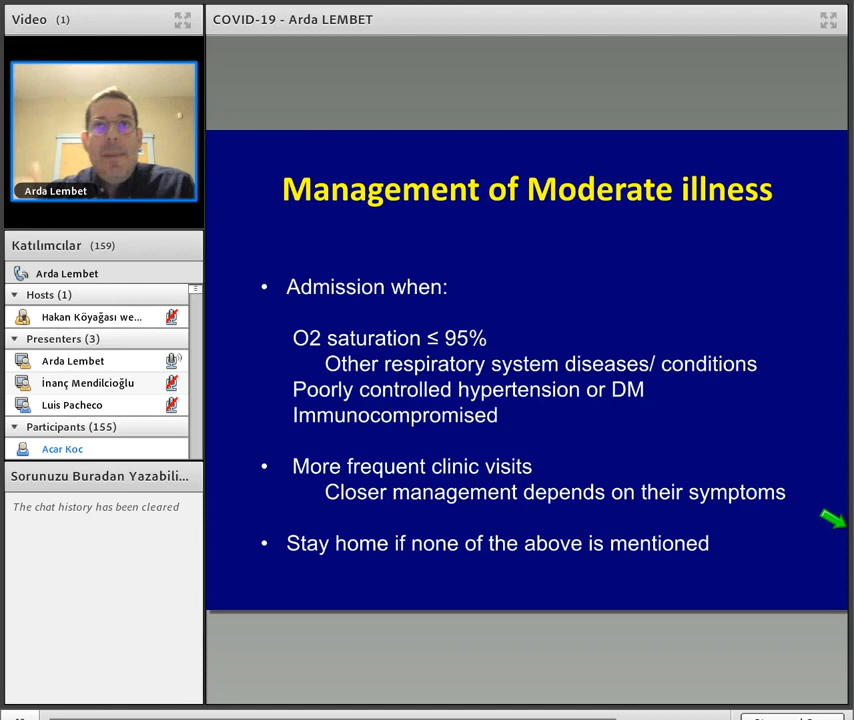 Video (1)
COVID-19 - Arda LEMBET
Arda Lembet
Management of Moderate illness
Katılımcılar (159)
Arda Lembet
Hosts (1)
Hakan Köyağası we...
Presenters (3)
Arda Lembet
İnanç Mendilcioğlu
Luis Pacheco
Participants (155)
Acar Koc
Sorunuzu Buradan Yazabili...
The chat history has been cleared
• Admission when:
O2 saturation ≤ 95%
Other respiratory system diseases/ conditions
Poorly controlled hypertension or DM
Immunocompromised
• More frequent clinic visits
Closer management depends on their symptoms
• Stay home if none of the above is mentioned